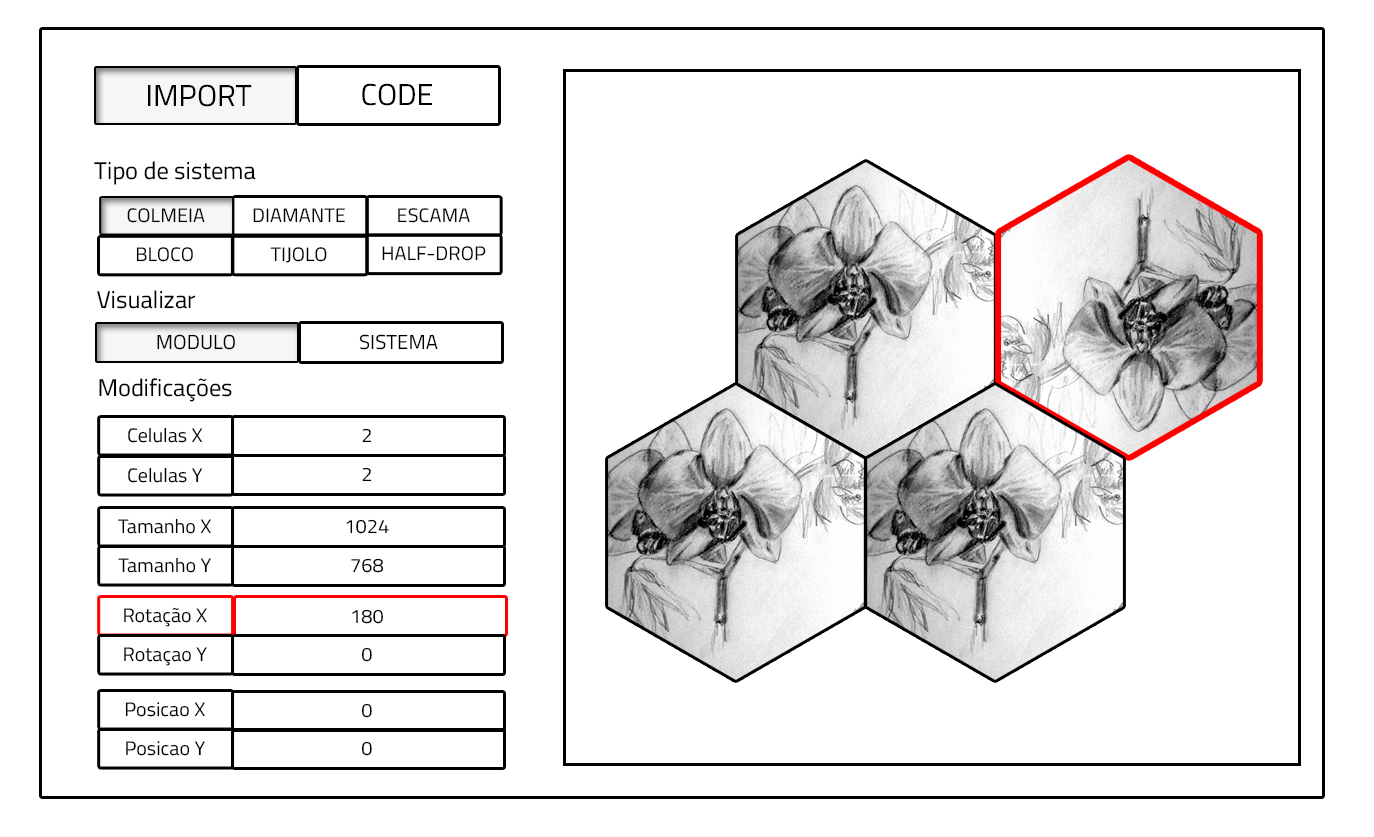 IMPORT CODE
Tipo de sistema
COLMEIA DIAMANTE ESCAMA
BLOCO TIJOLO HALF-DROP
Visualizar
MODULO SISTEMA
Modificações
Celulas X 2
Celulas Y 2
Tamanho X 1024
Tamanho Y 768
Rotação X 180
Rotaçao Y 0
Posicao X 0
Posicao Y 0